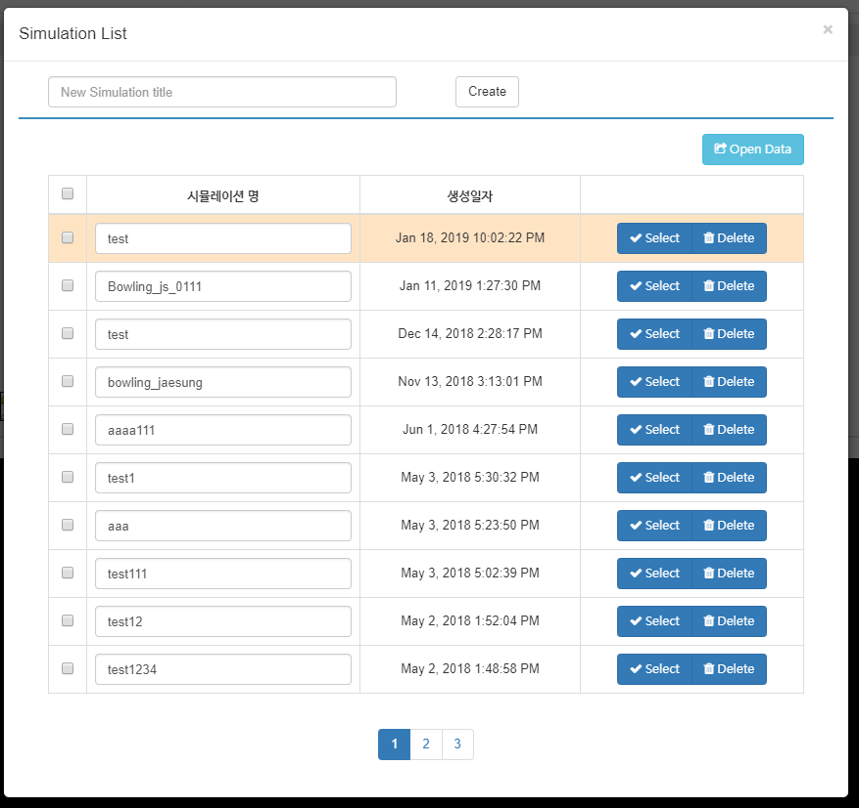 Simulation List
×
New Simulation title
Create
Open Data
시뮬레이션 명 생성일자
test Jan 18, 2019 10:02:22 PM Select Delete
Bowling_js_0111 Jan 11, 2019 1:27:30 PM Select Delete
test Dec 14, 2018 2:28:17 PM Select Delete
bowling_jaesung Nov 13, 2018 3:13:01 PM Select Delete
aaaa111 Jun 1, 2018 4:27:54 PM Select Delete
test1 May 3, 2018 5:30:32 PM Select Delete
aaa May 3, 2018 5:23:50 PM Select Delete
test111 May 3, 2018 5:02:39 PM Select Delete
test12 May 2, 2018 1:52:04 PM Select Delete
test1234 May 2, 2018 1:48:58 PM Select Delete
1 2 3